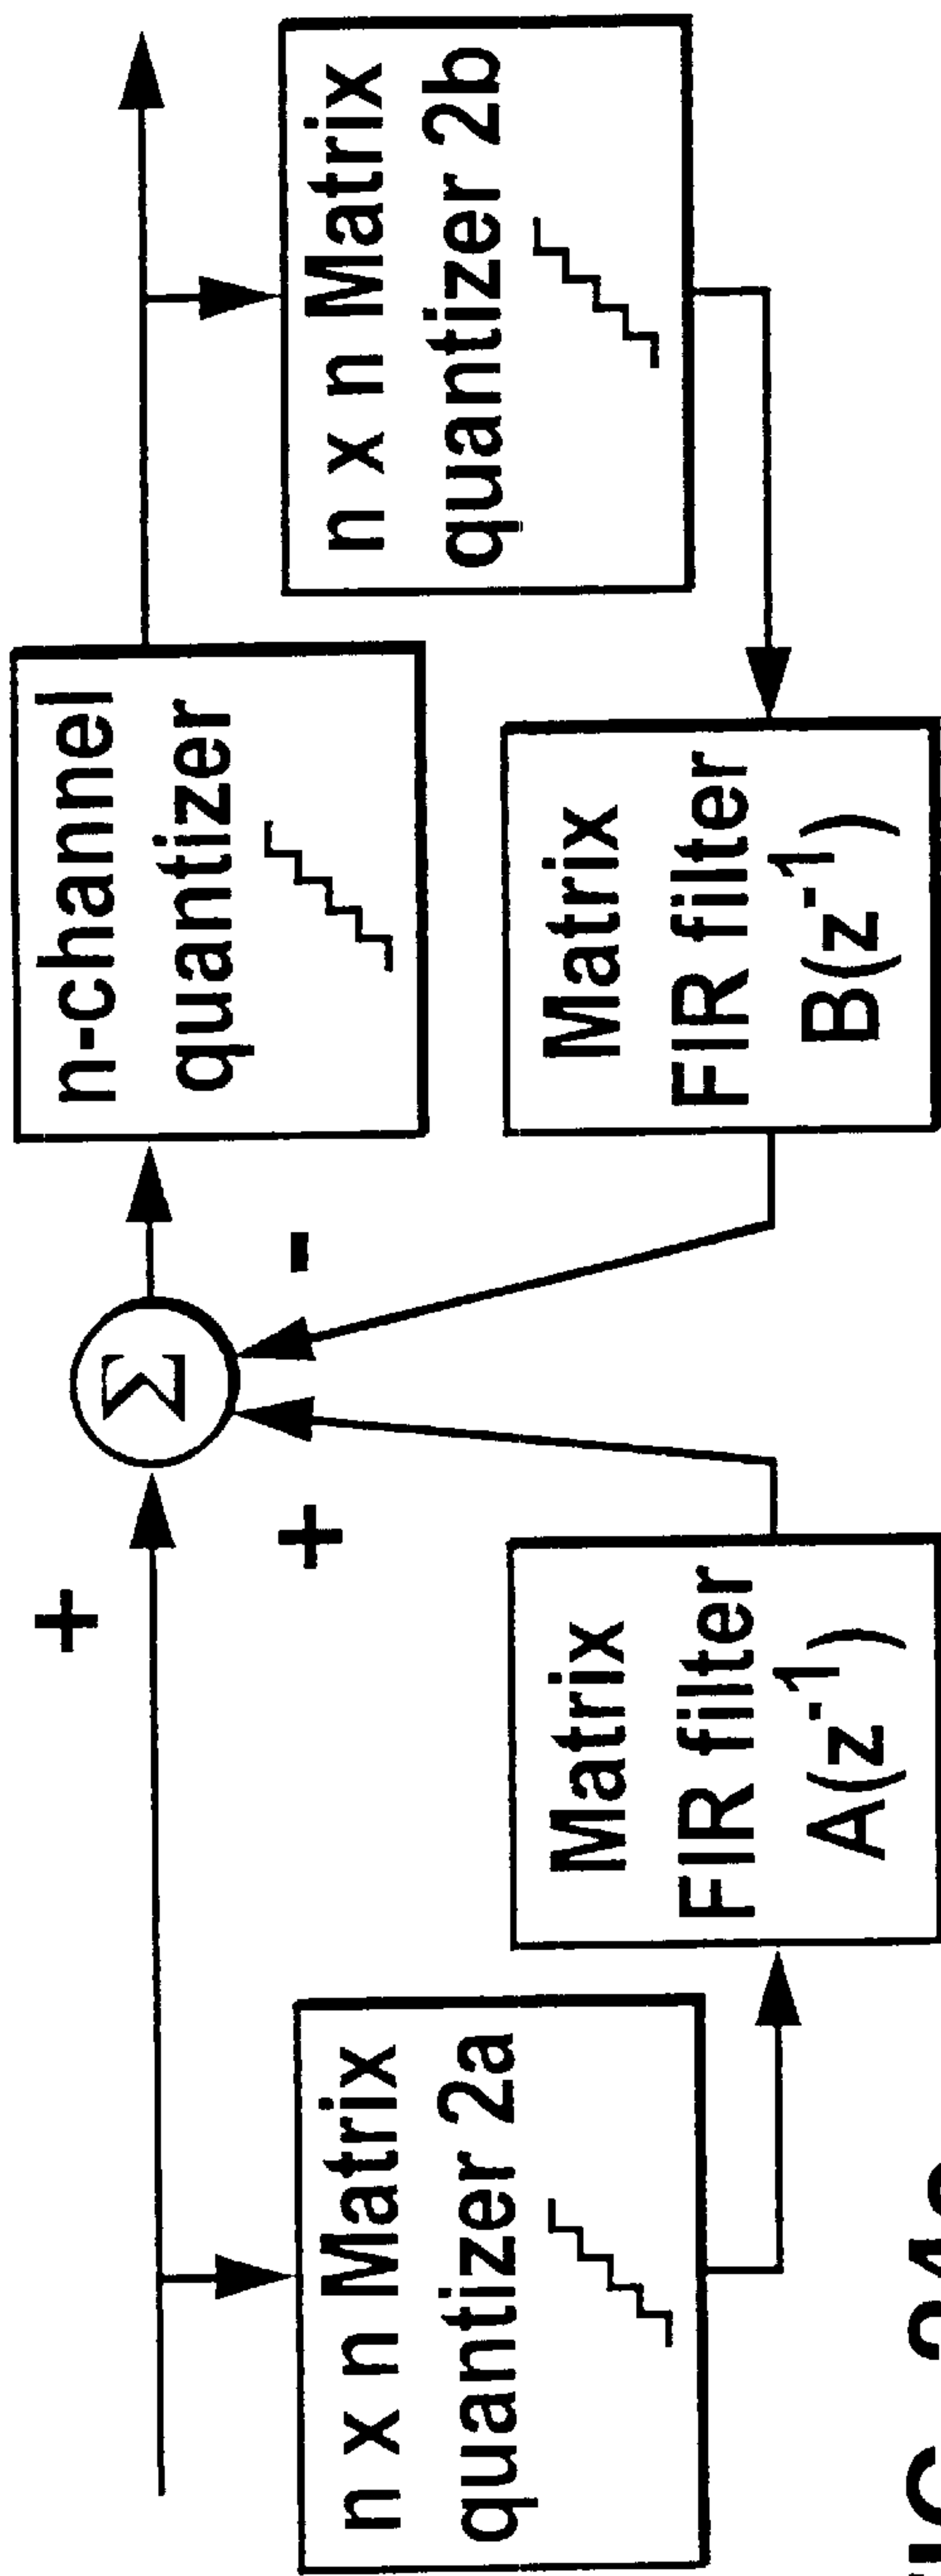 +
Σ
n-channel
quantizer
+
-
n x n Matrix
quantizer 2a
n x n Matrix
quantizer 2b
Matrix
FIR filter
A(z⁻¹)
Matrix
FIR filter
B(z⁻¹)